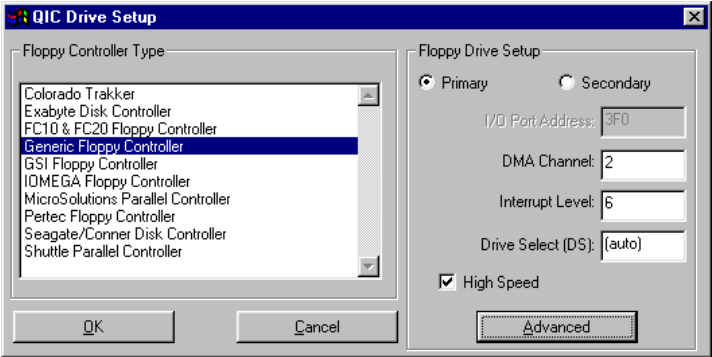 QIC Drive Setup
Floppy Controller Type
Colorado Trakker
Exabyte Disk Controller
FC10 & FC20 Floppy Controller
Generic Floppy Controller
GSI Floppy Controller
IOMEGA Floppy Controller
MicroSolutions Parallel Controller
Pertec Floppy Controller
Seagate/Conner Disk Controller
Shuttle Parallel Controller
OK
Cancel
Floppy Drive Setup
Primary
Secondary
I/O Port Address: 3F0
DMA Channel: 2
Interrupt Level: 6
Drive Select (DS): (auto)
High Speed
Advanced